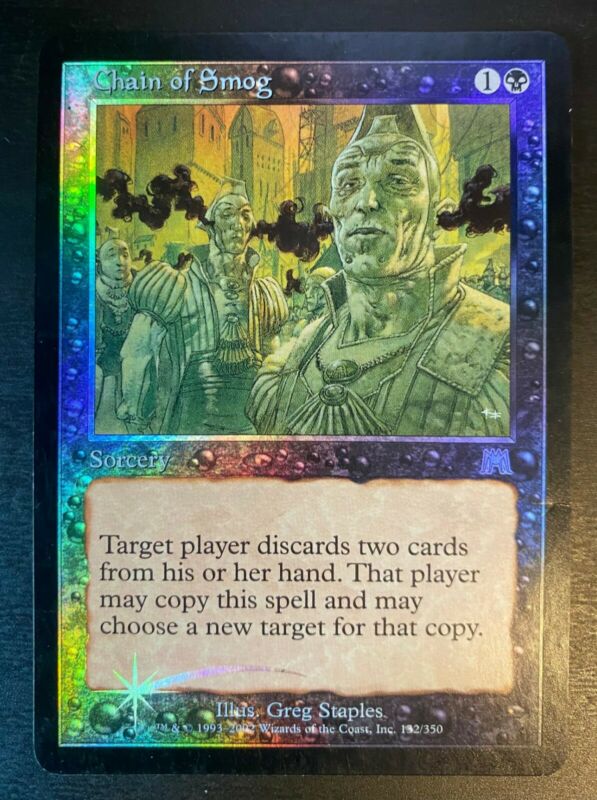 Chain of Smog
1
Sorcery
Target player discards two cards
from his or her hand. That player
may copy this spell and may
choose a new target for that copy.
Illus. Greg Staples
™ & © 1993–2002 Wizards of the Coast, Inc. 132/350